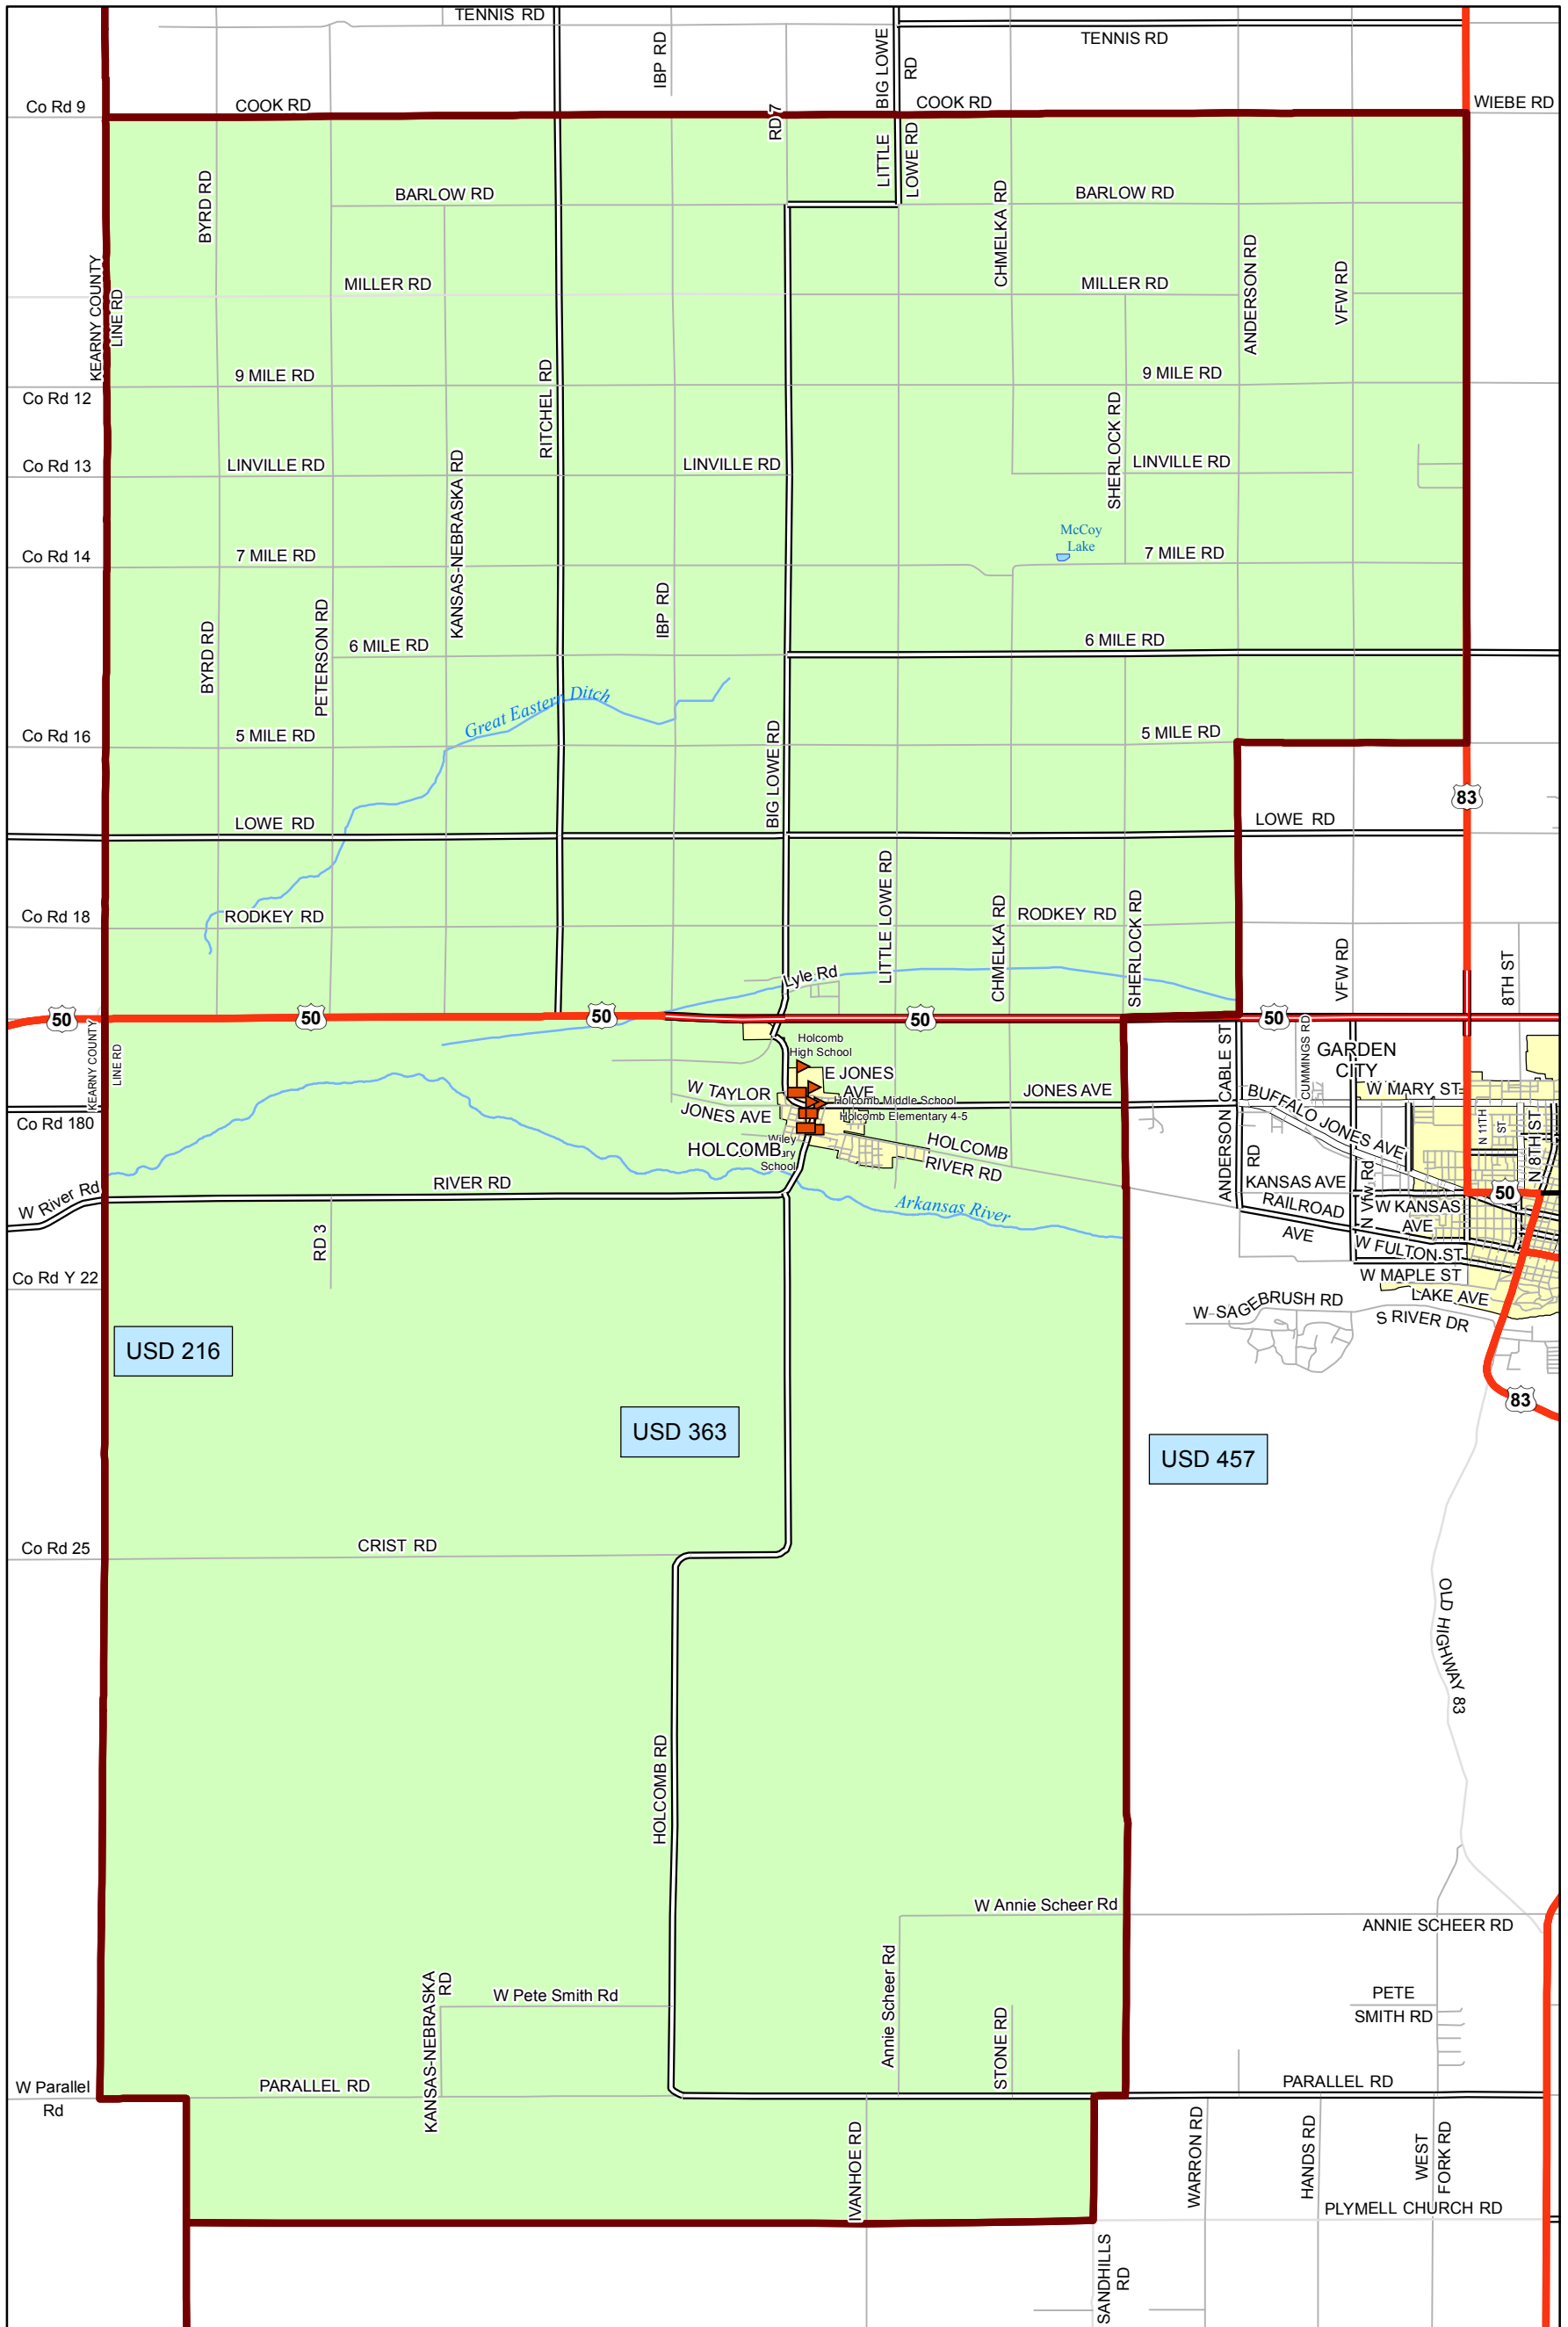 TENNIS RD
TENNIS RD
IBP RD
BIG LOWE
RD
Co Rd 9
COOK RD
RD 7
COOK RD
WIEBE RD
LITTLE
LOWE RD
BYRD RD
BARLOW RD
CHMELKA RD
BARLOW RD
KEARNY COUNTY
LINE RD
MILLER RD
MILLER RD
ANDERSON RD
VFW RD
Co Rd 12
9 MILE RD
RITCHEL RD
9 MILE RD
SHERLOCK RD
Co Rd 13
LINVILLE RD
KANSAS-NEBRASKA RD
LINVILLE RD
LINVILLE RD
McCoy
Lake
Co Rd 14
7 MILE RD
7 MILE RD
BYRD RD
PETERSON RD
6 MILE RD
IBP RD
6 MILE RD
Great Eastern Ditch
Co Rd 16
5 MILE RD
BIG LOWE RD
5 MILE RD
83
LOWE RD
LOWE RD
Co Rd 18
RODKEY RD
LITTLE LOWE RD
CHMELKA RD
RODKEY RD
SHERLOCK RD
VFW RD
8TH ST
Lyle Rd
50
50
50
50
50
KEARNY COUNTY
LINE RD
Holcomb
High School
E JONES
AVE
W TAYLOR
JONES AVE
Holcomb Middle School
Holcomb Elementary 4-5
JONES AVE
ANDERSON CABLE ST
RD
CUMMINGS RD
GARDEN
CITY
W MARY ST
BUFFALO JONES AVE
N 11TH
ST
N 8TH ST
Co Rd 180
HOLCOMB
Wiley
School
HOLCOMB
RIVER RD
W River Rd
RIVER RD
Arkansas River
KANSAS AVE
N Vfw Rd
W KANSAS
AVE
50
RAILROAD
AVE
W FULTON ST
W MAPLE ST
LAKE AVE
RD 3
Co Rd Y 22
W SAGEBRUSH RD
S RIVER DR
USD 216
83
USD 363
USD 457
Co Rd 25
CRIST RD
OLD HIGHWAY 83
HOLCOMB RD
W Annie Scheer Rd
ANNIE SCHEER RD
Annie Scheer Rd
KANSAS-NEBRASKA
RD
W Pete Smith Rd
STONE RD
PETE
SMITH RD
W Parallel
Rd
PARALLEL RD
PARALLEL RD
IVANHOE RD
WARRON RD
HANDS RD
WEST
FORK RD
PLYMELL CHURCH RD
SANDHILLS
RD